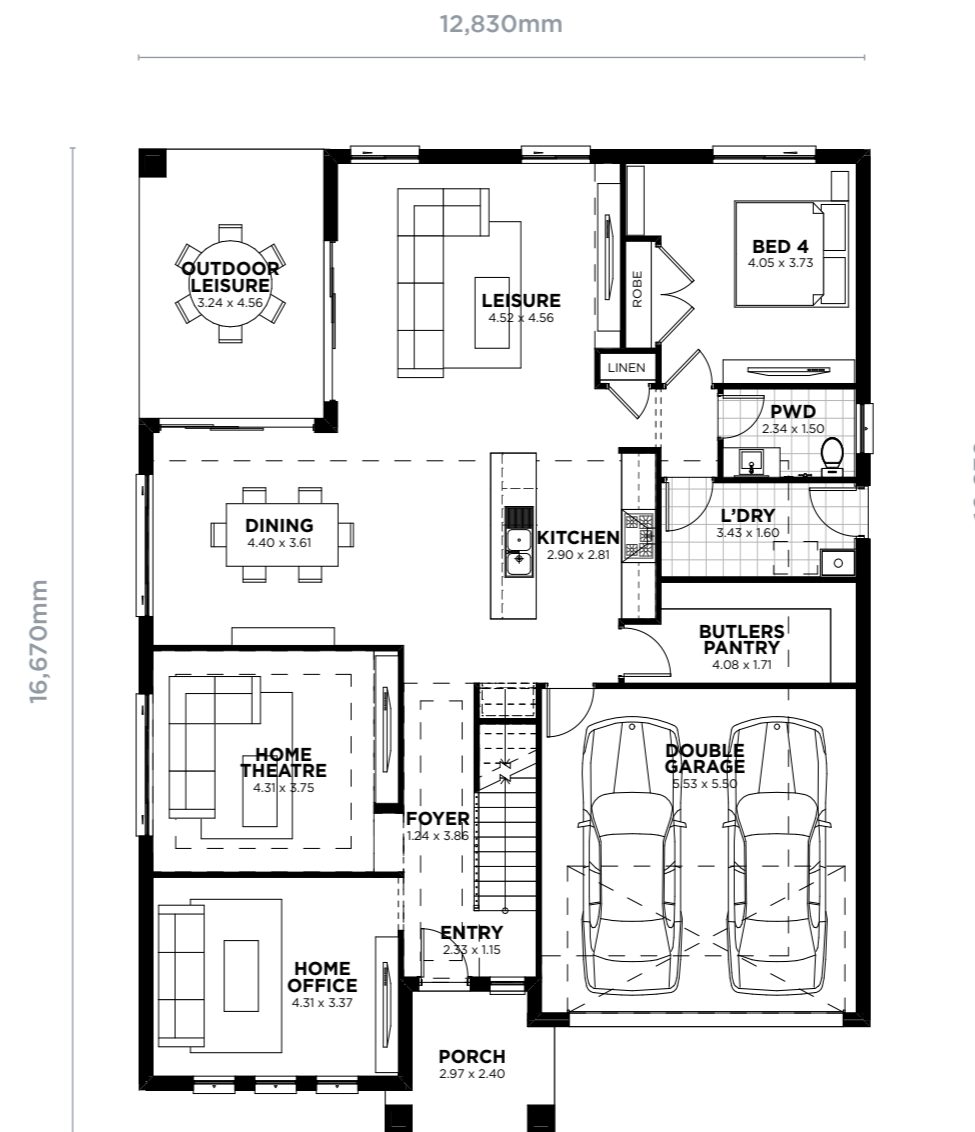 12,830mm
OUTDOOR
LEISURE
3.24 x 4.56
LEISURE
4.52 x 4.56
ROBE
BED 4
4.05 x 3.73
LINEN
PWD
2.34 x 1.50
DINING
4.40 x 3.61
KITCHEN
2.90 x 2.81
L'DRY
3.43 x 1.60
16,670mm
BUTLERS
PANTRY
4.08 x 1.71
HOME
THEATRE
4.31 x 3.75
DOUBLE
GARAGE
5.53 x 5.50
FOYER
1.24 x 3.86
ENTRY
2.33 x 1.15
HOME
OFFICE
4.31 x 3.37
PORCH
2.97 x 2.40